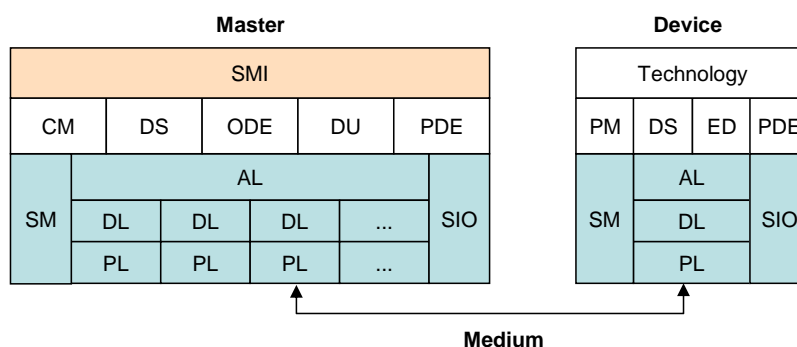 Master Device
SMI Technology
CM DS ODE DU PDE PM DS ED PDE
AL AL
SM DL DL DL ... SIO SM DL SIO
PL PL PL ... PL
Medium